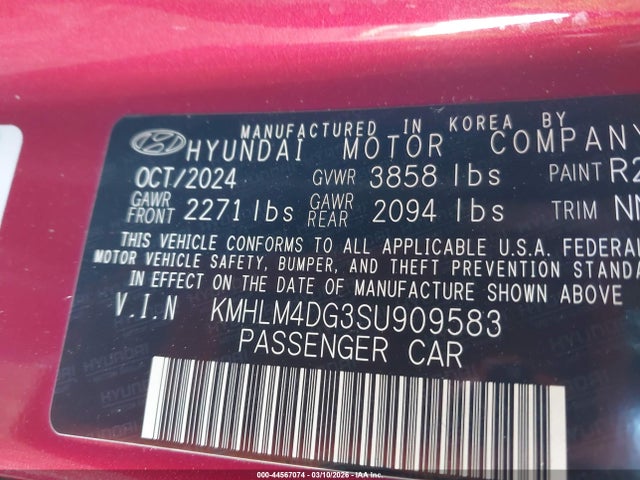 MANUFACTURED IN KOREA BY
HYUNDAI MOTOR COMPANY
OCT/2024 GVWR 3858 lbs PAINT R2
GAWR FRONT 2271 lbs GAWR REAR 2094 lbs TRIM NN
THIS VEHICLE CONFORMS TO ALL APPLICABLE U.S.A. FEDERAL
MOTOR VEHICLE SAFETY, BUMPER, AND THEFT PREVENTION STANDA
IN EFFECT ON THE DATE OF MANUFACTURE SHOWN ABOVE
V.I.N KMHLM4DG3SU909583
PASSENGER CAR
000-44567074 | 03/10/2026 - IAA, Inc.